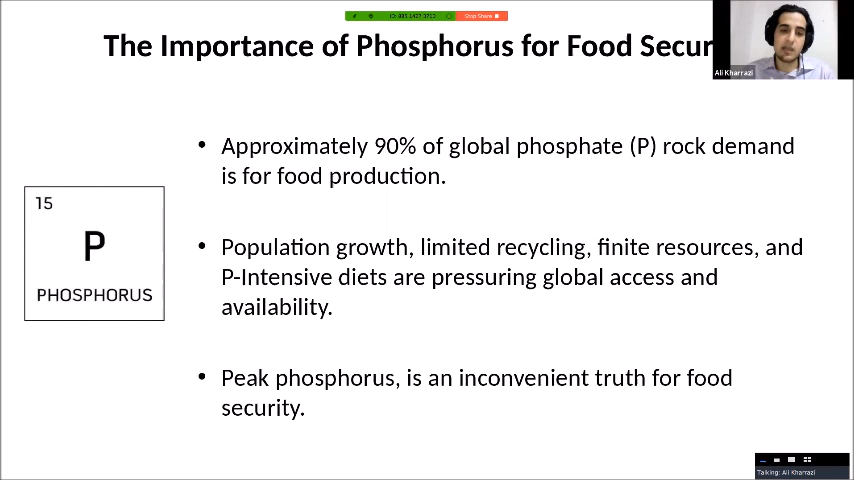 Stop Share
The Importance of Phosphorus for Food Secur
Ali Kharrazi
• Approximately 90% of global phosphate (P) rock demand
is for food production.
15
P
PHOSPHORUS
• Population growth, limited recycling, finite resources, and
P-Intensive diets are pressuring global access and
availability.
• Peak phosphorus, is an inconvenient truth for food
security.
Talking: Ali Kharrazi